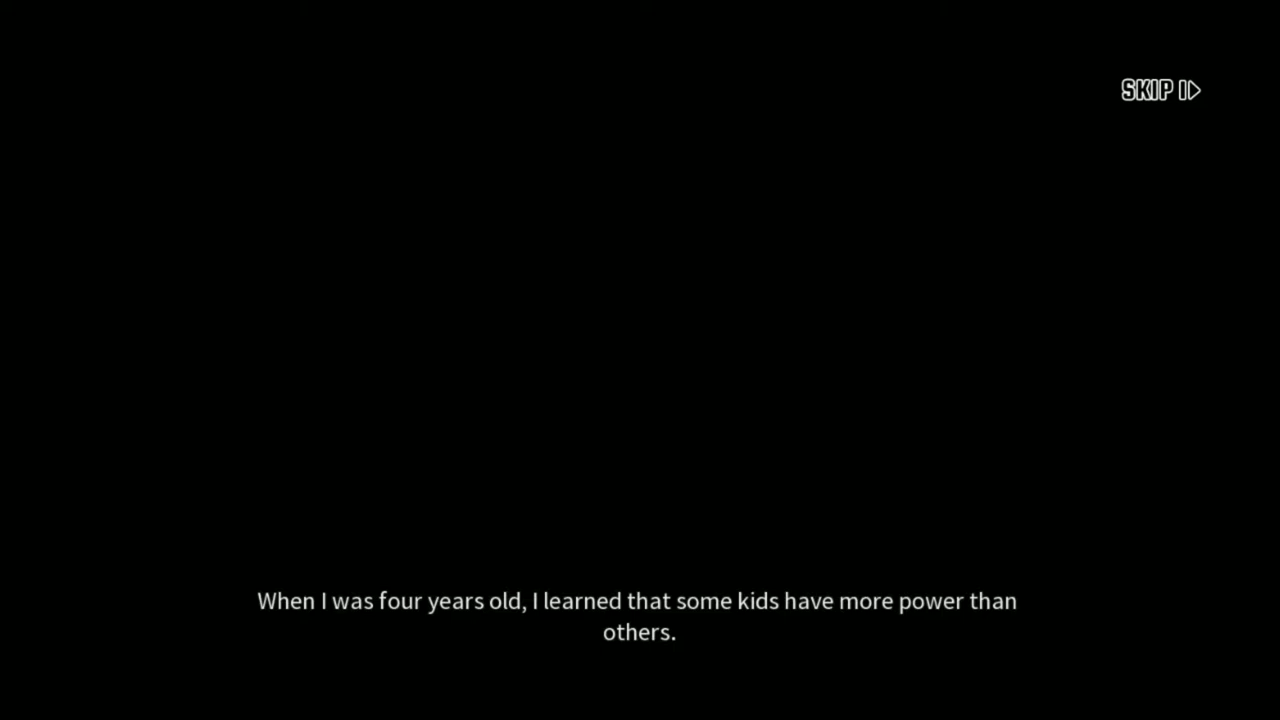 SKIP
When I was four years old, I learned that some kids have more power than
others.